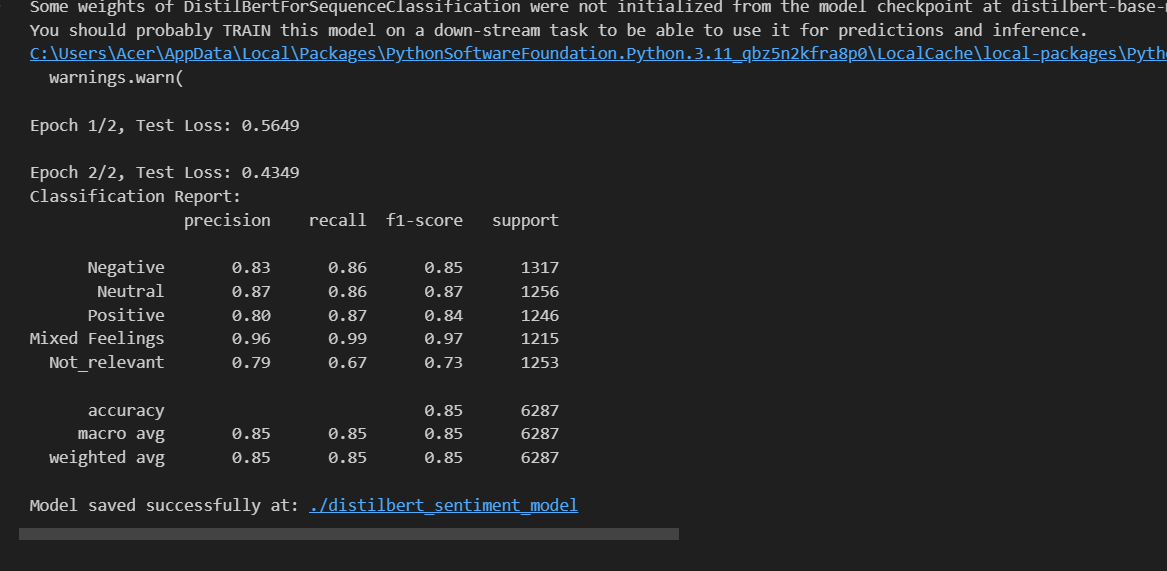 Some weights of DistilBertForSequenceClassification were not initialized from the model checkpoint at distilbert-base-
You should probably TRAIN this model on a down-stream task to be able to use it for predictions and inference.
C:\Users\Acer\AppData\Local\Packages\PythonSoftwareFoundation.Python.3.11_qbz5n2kfra8p0\LocalCache\local-packages\Pyth
warnings.warn(
Epoch 1/2, Test Loss: 0.5649
Epoch 2/2, Test Loss: 0.4349
Classification Report:
precision recall f1-score support
Negative 0.83 0.86 0.85 1317
Neutral 0.87 0.86 0.87 1256
Positive 0.80 0.87 0.84 1246
Mixed Feelings 0.96 0.99 0.97 1215
Not_relevant 0.79 0.67 0.73 1253
accuracy 0.85 6287
macro avg 0.85 0.85 0.85 6287
weighted avg 0.85 0.85 0.85 6287
Model saved successfully at: ./distilbert_sentiment_model